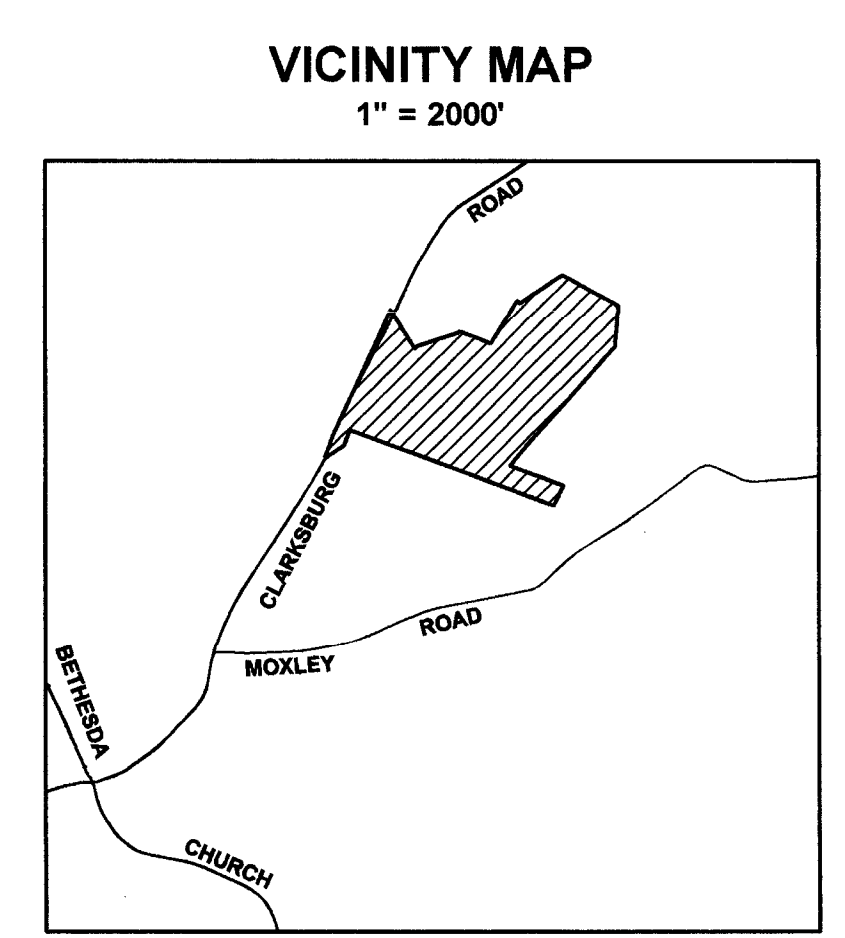 VICINITY MAP
1" = 2000'
ROAD
CLARKSBURG
ROAD
MOXLEY
BETHESDA
CHURCH